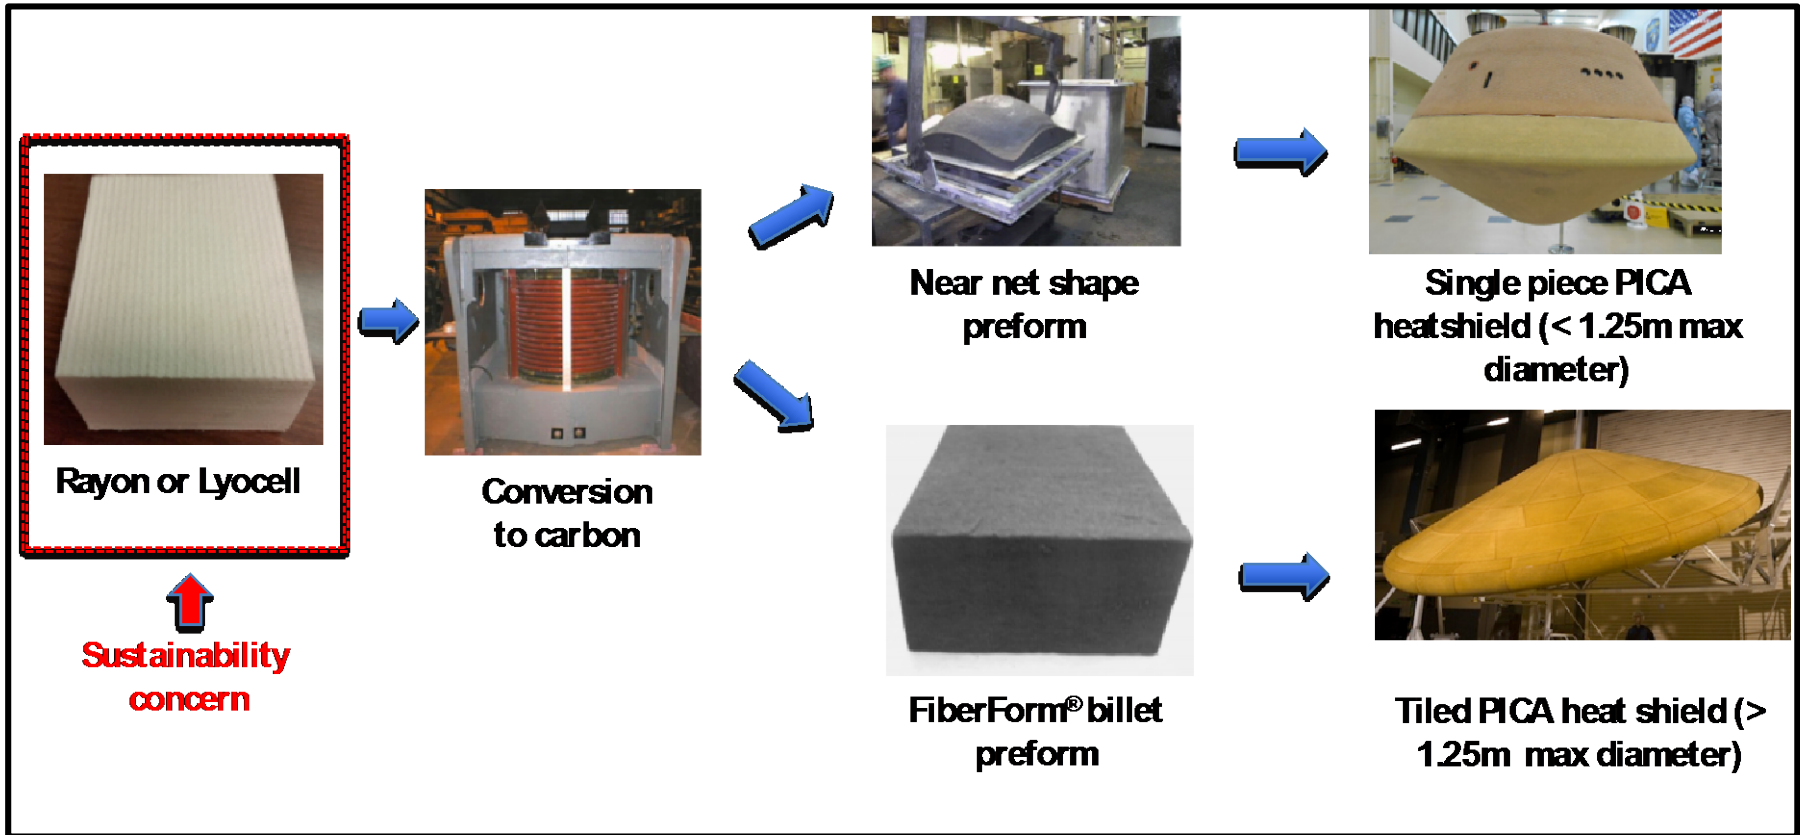 Rayon or Lyocell
Sustainability
concern
Conversion
to carbon
Near net shape
preform
Single piece PICA
heatshield (< 1.25m max
diameter)
FiberForm® billet
preform
Tiled PICA heat shield (>
1.25m max diameter)